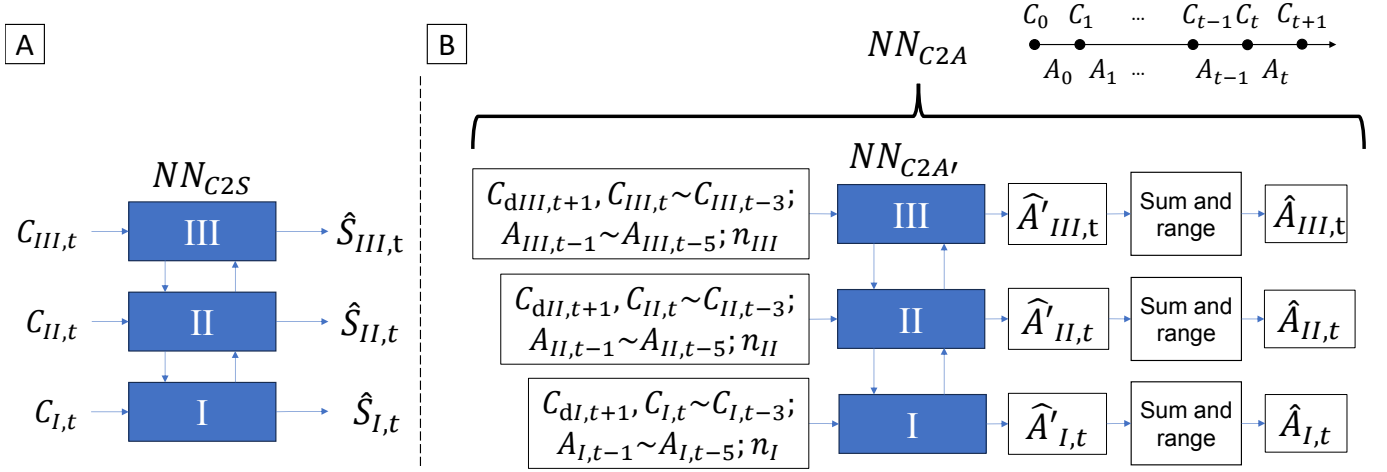 A
NN_{C2S}
C_{III,t}
III
Ŝ_{III,t}
C_{II,t}
II
Ŝ_{II,t}
C_{I,t}
I
Ŝ_{I,t}
B
NN_{C2A}
C_0 C_1 ... C_{t−1} C_t C_{t+1}
A_0 A_1 ... A_{t−1} A_t
NN_{C2A′}
C_{dIII,t+1}, C_{III,t}~C_{III,t−3};
A_{III,t−1}~A_{III,t−5}; n_{III}
III
Â′_{III,t}
Sum and
range
Â_{III,t}
C_{dII,t+1}, C_{II,t}~C_{II,t−3};
A_{II,t−1}~A_{II,t−5}; n_{II}
II
Â′_{II,t}
Sum and
range
Â_{II,t}
C_{dI,t+1}, C_{I,t}~C_{I,t−3};
A_{I,t−1}~A_{I,t−5}; n_I
I
Â′_{I,t}
Sum and
range
Â_{I,t}